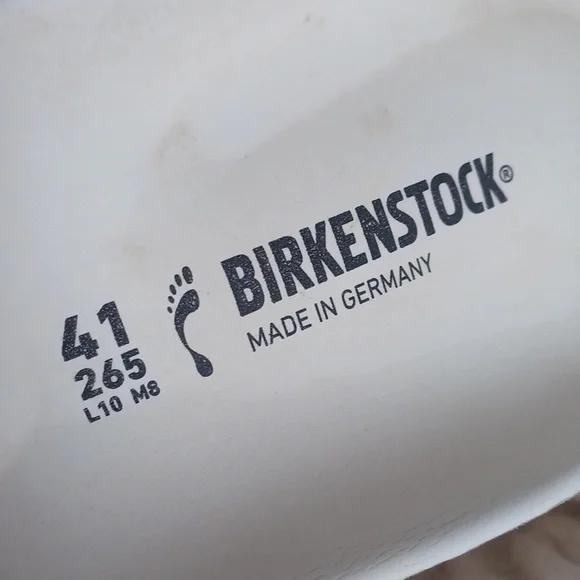 BIRKENSTOCK®
MADE IN GERMANY
41
265
L10 M8